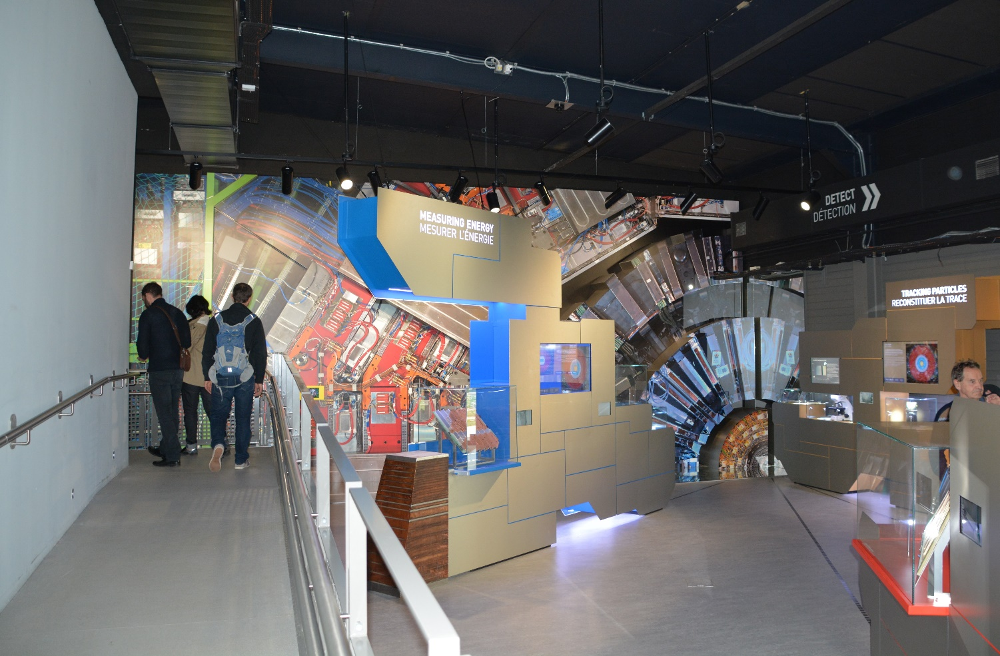 MEASURING ENERGY
MESURER L'ÉNERGIE
DETECT
DÉTECTION
TRACKING PARTICLES
RECONSTITUER LA TRACE